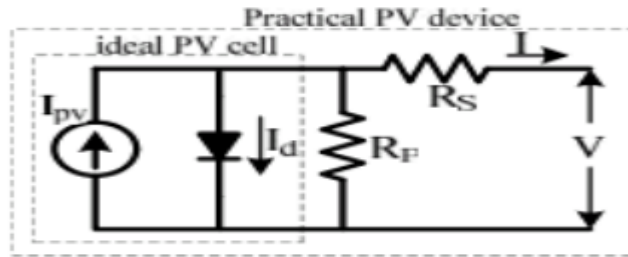 Practical PV device
ideal PV cell
I
Ipv
RS
Id
RP
V